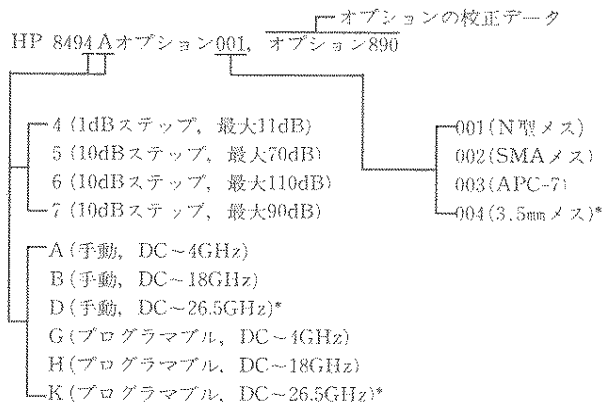 オプションの校正データ
HP 8494Aオプション001, オプション890
4 (1dBステップ, 最大11dB)
5 (10dBステップ, 最大70dB)
6 (10dBステップ, 最大110dB)
7 (10dBステップ, 最大90dB)
A (手動, DC~4GHz)
B (手動, DC~18GHz)
D (手動, DC~26.5GHz)*
G (プログラマブル, DC~4GHz)
H (プログラマブル, DC~18GHz)
K (プログラマブル, DC~26.5GHz)*
001(N型メス)
002(SMAメス)
003(APC-7)
004(3.5mmメス)*